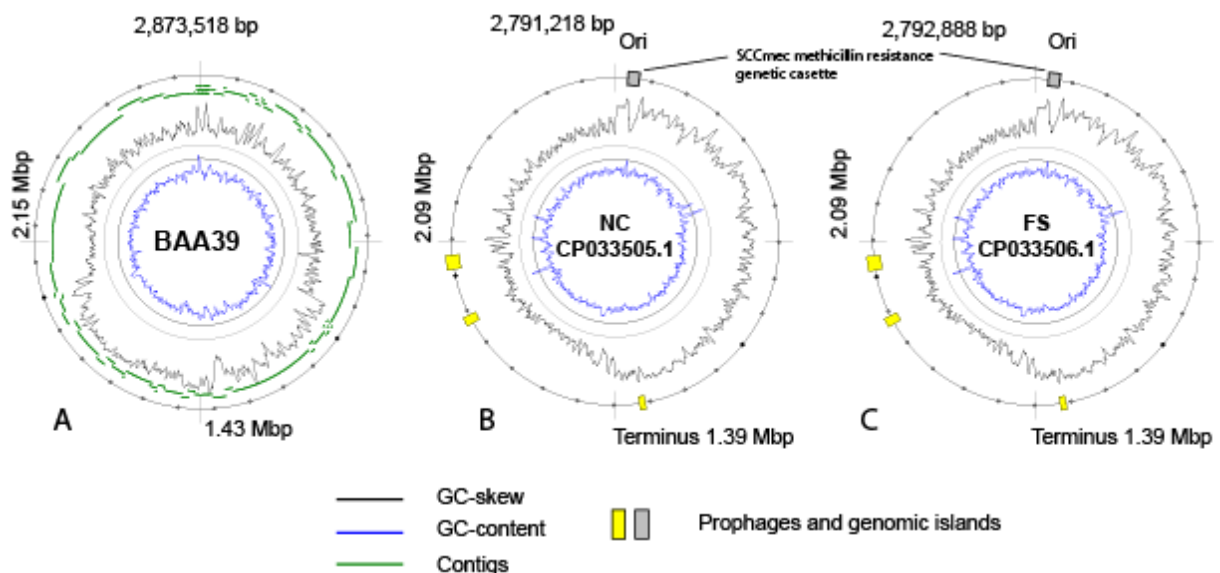 2,873,518 bp
2.15 Mbp
BAA39
A
1.43 Mbp
2,791,218 bp
Ori
SCCmec methicillin resistance
genetic casette
2.09 Mbp
NC
CP033505.1
B
Terminus 1.39 Mbp
2,792,888 bp
Ori
2.09 Mbp
FS
CP033506.1
C
Terminus 1.39 Mbp
GC-skew
GC-content
Contigs
Prophages and genomic islands